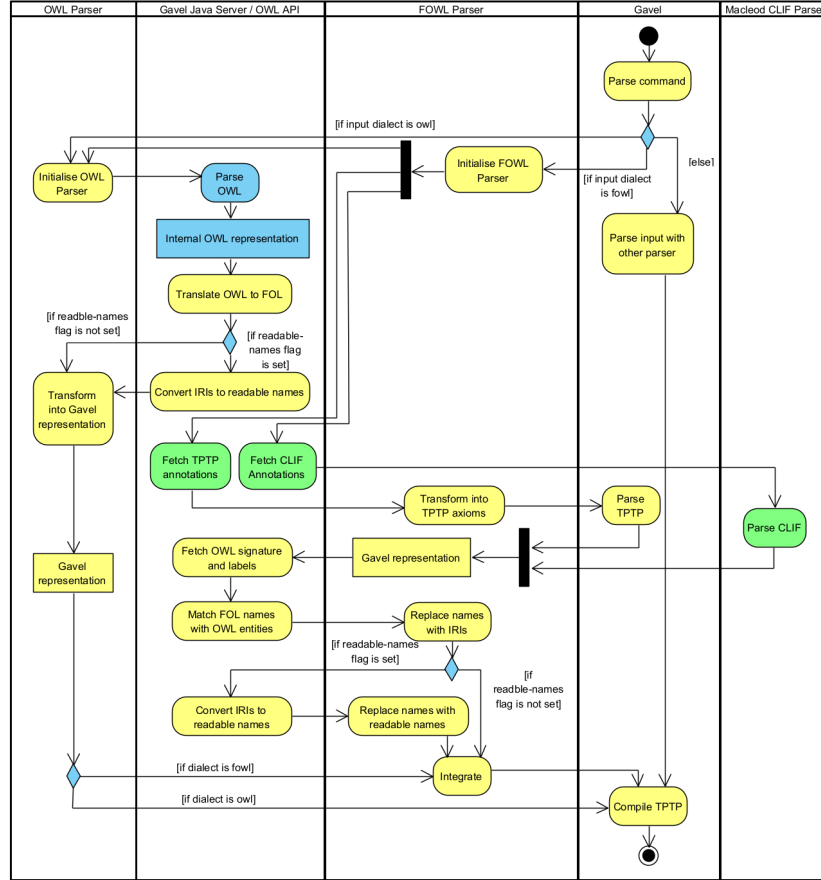 OWL Parser
Gavel Java Server / OWL API
FOWL Parser
Gavel
Macleod CLIF Parse
Parse command
[if input dialect is owl]
[else]
Initialise OWL
Parser
Parse
OWL
Initialise FOWL
Parser
[if input dialect
is fowl]
Internal OWL representation
Parse input with
other parser
Translate OWL to FOL
[if readble-names
flag is not set]
[if readable-
names flag
is set]
Transform
into Gavel
representation
Convert IRIs to readable names
Fetch TPTP
annotations
Fetch CLIF
Annotations
Transform into
TPTP axioms
Parse
TPTP
Parse CLIF
Gavel
representation
Fetch OWL signature
and labels
Gavel representation
Match FOL names
with OWL entities
Replace names
with IRIs
[if readable-names
flag is set]
[if
readble-names
flag is not set]
Convert IRIs to
readable names
Replace names with
readable names
[if dialect is fowl]
Integrate
[if dialect is owl]
Compile TPTP